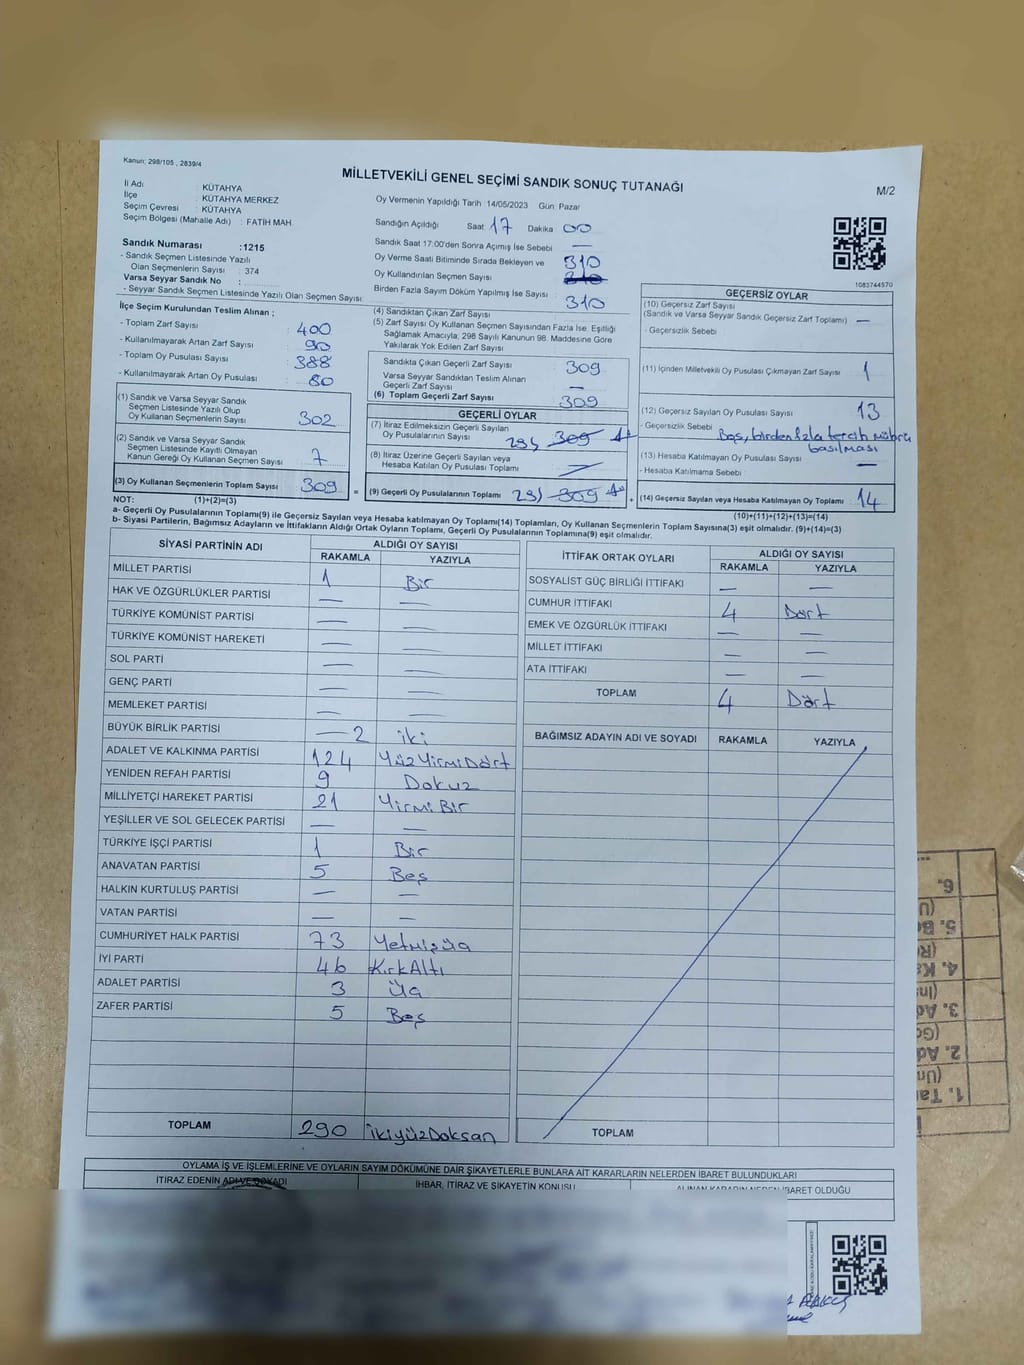 Kanun: 298/105 , 2839/4
MİLLETVEKİLİ GENEL SEÇİMİ SANDIK SONUÇ TUTANAĞI
M/2
İl Adı : KÜTAHYA
İlçe : KÜTAHYA MERKEZ
Seçim Çevresi : KÜTAHYA
Seçim Bölgesi (Mahalle Adı) : FATİH MAH.
Sandık Numarası :1215
- Sandık Seçmen Listesinde Yazılı
Olan Seçmenlerin Sayısı : 374
Varsa Seyyar Sandık No :
- Seyyar Sandık Seçmen Listesinde Yazılı Olan Seçmen Sayısı :
Oy Vermenin Yapıldığı Tarih :14/05/2023 Gün: Pazar
Sandığın Açıldığı Saat 17 Dakika 00
Sandık Saat 17:00'den Sonra Açımış İse Sebebi —
Oy Verme Saati Bitiminde Sırada Bekleyen ve 310
Oy Kullandırılan Seçmen Sayısı 310
Birden Fazla Sayım Döküm Yapılmış İse Sayısı :
1083744570
İlçe Seçim Kurulundan Teslim Alınan ;
- Toplam Zarf Sayısı : 400
- Kullanılmayarak Artan Zarf Sayısı : 90
- Toplam Oy Pusulası Sayısı : 388
- Kullanılmayarak Artan Oy Pusulası : 80
(1) Sandık ve Varsa Seyyar Sandık
Seçmen Listesinde Yazılı Olup
Oy Kullanan Seçmenlerin Sayısı : 302
(2) Sandık ve Varsa Seyyar Sandık
Seçmen Listesinde Kayıtlı Olmayan
Kanun Gereği Oy Kullanan Seçmen Sayısı : 7
(3) Oy Kullanan Seçmenlerin Toplam Sayısı : 309
(4) Sandıktan Çıkan Zarf Sayısı : 310
(5) Zarf Sayısı Oy Kullanan Seçmen Sayısından Fazla İse, Eşitliği
Sağlamak Amacıyla; 298 Sayılı Kanunun 98. Maddesine Göre
Yakılarak Yok Edilen Zarf Sayısı :
Sandıkta Çıkan Geçerli Zarf Sayısı : 309
Varsa Seyyar Sandıktan Teslim Alınan
Geçerli Zarf Sayısı : —
(6) Toplam Geçerli Zarf Sayısı : 309
GEÇERLİ OYLAR
(7) İtiraz Edilmeksizin Geçerli Sayılan
Oy Pusulalarının Sayısı : 295 309
(8) İtiraz Üzerine Geçerli Sayılan veya
Hesaba Katılan Oy Pusulası Toplamı :
(9) Geçerli Oy Pusulalarının Toplamı : 295 309
GEÇERSİZ OYLAR
(10) Geçersiz Zarf Sayısı
(Sandık ve Varsa Seyyar Sandık Geçersiz Zarf Toplamı) : —
- Geçersizlik Sebebi :
(11) İçinden Milletvekili Oy Pusulası Çıkmayan Zarf Sayısı : 1
(12) Geçersiz Sayılan Oy Pusulası Sayısı : 13
- Geçersizlik Sebebi : Boş, birden fazla tercih mührü
basılması
(13) Hesaba Katılmayan Oy Pusulası Sayısı : —
- Hesaba Katılmama Sebebi :
(14) Geçersiz Sayılan veya Hesaba Katılmayan Oy Toplamı : 14
NOT: (1)+(2)=(3)
(10)+(11)+(12)+(13)=(14)
a- Geçerli Oy Pusulalarının Toplamı(9) ile Geçersiz Sayılan veya Hesaba katılmayan Oy Toplamı(14) Toplamları, Oy Kullanan Seçmenlerin Toplam Sayısına(3) eşit olmalıdır. (9)+(14)=(3)
b- Siyasi Partilerin, Bağımsız Adayların ve İttifakların Aldığı Ortak Oyların Toplamı, Geçerli Oy Pusulalarının Toplamına(9) eşit olmalıdır.
SİYASİ PARTİNİN ADI ALDIĞI OY SAYISI
RAKAMLA YAZIYLA
MİLLET PARTİSİ 1 Bir
HAK VE ÖZGÜRLÜKLER PARTİSİ — —
TÜRKİYE KOMÜNİST PARTİSİ — —
TÜRKİYE KOMÜNİST HAREKETİ — —
SOL PARTİ — —
GENÇ PARTİ — —
MEMLEKET PARTİSİ — —
BÜYÜK BİRLİK PARTİSİ — 2 iki
ADALET VE KALKINMA PARTİSİ 124 YüzYirmiDört
YENİDEN REFAH PARTİSİ 9 Dokuz
MİLLİYETÇİ HAREKET PARTİSİ 21 YirmiBir
YEŞİLLER VE SOL GELECEK PARTİSİ — —
TÜRKİYE İŞÇİ PARTİSİ 1 Bir
ANAVATAN PARTİSİ 5 Beş
HALKIN KURTULUŞ PARTİSİ — —
VATAN PARTİSİ — —
CUMHURİYET HALK PARTİSİ 73 Yetmişüç
İYİ PARTİ 46 KırkAltı
ADALET PARTİSİ 3 Üç
ZAFER PARTİSİ 5 Beş
TOPLAM 290 ikiyüzDoksan
İTTİFAK ORTAK OYLARI ALDIĞI OY SAYISI
RAKAMLA YAZIYLA
SOSYALİST GÜÇ BİRLİĞİ İTTİFAKI — —
CUMHUR İTTİFAKI 4 Dört
EMEK VE ÖZGÜRLÜK İTTİFAKI — —
MİLLET İTTİFAKI — —
ATA İTTİFAKI — —
TOPLAM 4 Dört
BAĞIMSIZ ADAYIN ADI VE SOYADI RAKAMLA YAZIYLA
TOPLAM
OYLAMA İŞ VE İŞLEMLERİNE VE OYLARIN SAYIM DÖKÜMÜNE DAİR ŞİKAYETLERLE BUNLARA AİT KARARLARIN NELERDEN İBARET BULUNDUKLARI
İTİRAZ EDENİN ADI VE SOYADI İHBAR, İTİRAZ VE ŞİKAYETİN KONUSU ALINAN KARARIN NEDEN İBARET OLDUĞU
6.
5.
4.
3.
2.
1.